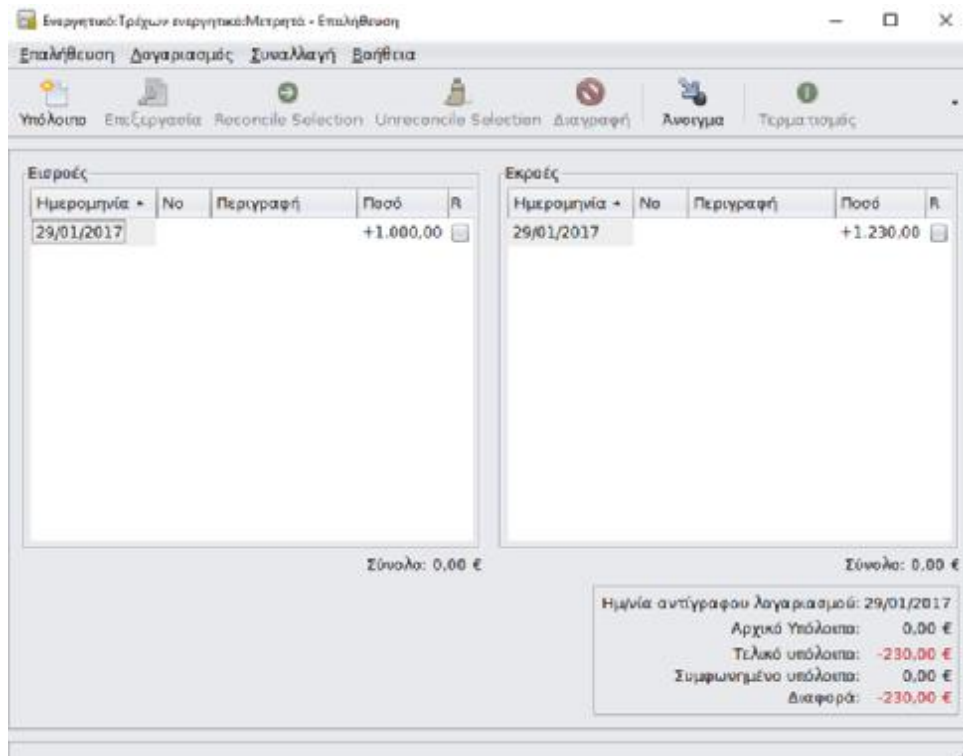 Ενεργητικό:Τρέχων ενεργητικό:Μετρητά - Επαλήθευση
Επαλήθευση Λογαριασμός Συναλλαγή Βοήθεια
Υπόλοιπο Επεξεργασία Reconcile Selection Unreconcile Selection Διαγραφή Άνοιγμα Τερματισμός
Εισροές
Ημερομηνία No Περιγραφή Ποσό R
29/01/2017 +1.000,00
Σύνολο: 0,00 €
Εκροές
Ημερομηνία No Περιγραφή Ποσό R
29/01/2017 +1.230,00
Σύνολο: 0,00 €
Ημ/νία αντίγραφου λογαριασμού: 29/01/2017
Αρχικό Υπόλοιπο: 0,00 €
Τελικό υπόλοιπο: -230,00 €
Συμφωνημένο υπόλοιπο: 0,00 €
Διαφορά: -230,00 €